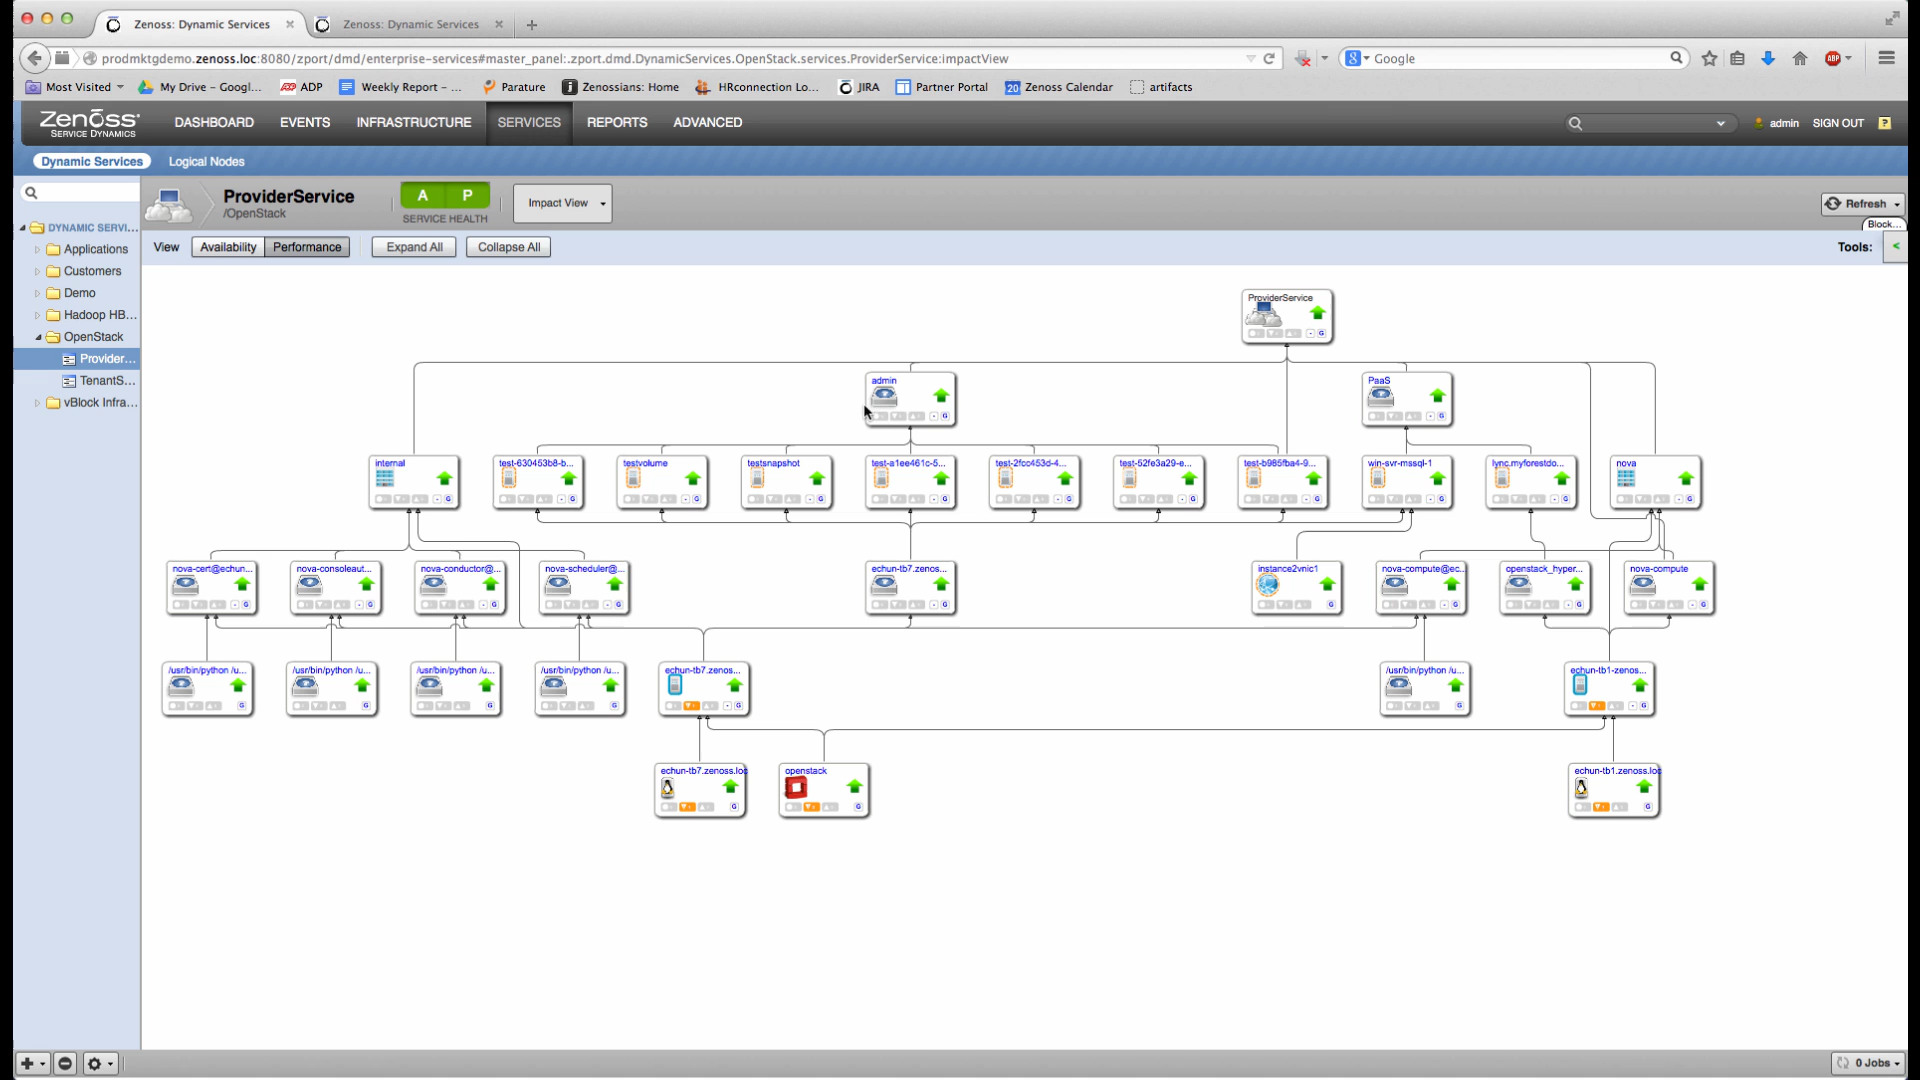 Zenoss: Dynamic Services
Zenoss: Dynamic Services
prodmktgdemo.zenoss.loc:8080/zport/dmd/enterprise-services#master_panel:.zport.dmd.DynamicServices.OpenStack.services.ProviderService:ImpactView
Google
Most Visited
My Drive – Googl...
ADP
Weekly Report – ...
Parature
Zenossians: Home
HRconnection Lo...
JIRA
Partner Portal
20 Zenoss Calendar
artifacts
Zenoss
SERVICE DYNAMICS
DASHBOARD EVENTS INFRASTRUCTURE SERVICES REPORTS ADVANCED
admin SIGN OUT ?
Dynamic Services Logical Nodes
ProviderService
/OpenStack
A P
SERVICE HEALTH
Impact View
Refresh
Block...
View Availability Performance Expand All Collapse All
Tools: <
DYNAMIC SERVI...
Applications
Customers
Demo
Hadoop HB...
OpenStack
Provider...
TenantS...
vBlock Infra...
ProviderService
admin
PaaS
internal
test-630453b8-b...
testvolume
testsnapshot
test-a1ee461c-5...
test-2fcc453d-4...
test-52fe3a29-e...
test-b985fba4-9...
win-svr-mssql-1
lync.myforestdo...
nova
nova-cert@echun...
nova-consoleaut...
nova-conductor@...
nova-scheduler@...
echun-tb7.zenos...
instance2vnic1
nova-compute@ec...
openstack_hyper...
nova-compute
/usr/bin/python /u...
/usr/bin/python /u...
/usr/bin/python /u...
/usr/bin/python /u...
echun-tb7.zenos...
/usr/bin/python /u...
echun-tb1-zenos...
echun-tb7.zenoss.loc
openstack
echun-tb1.zenoss.loc
0 Jobs